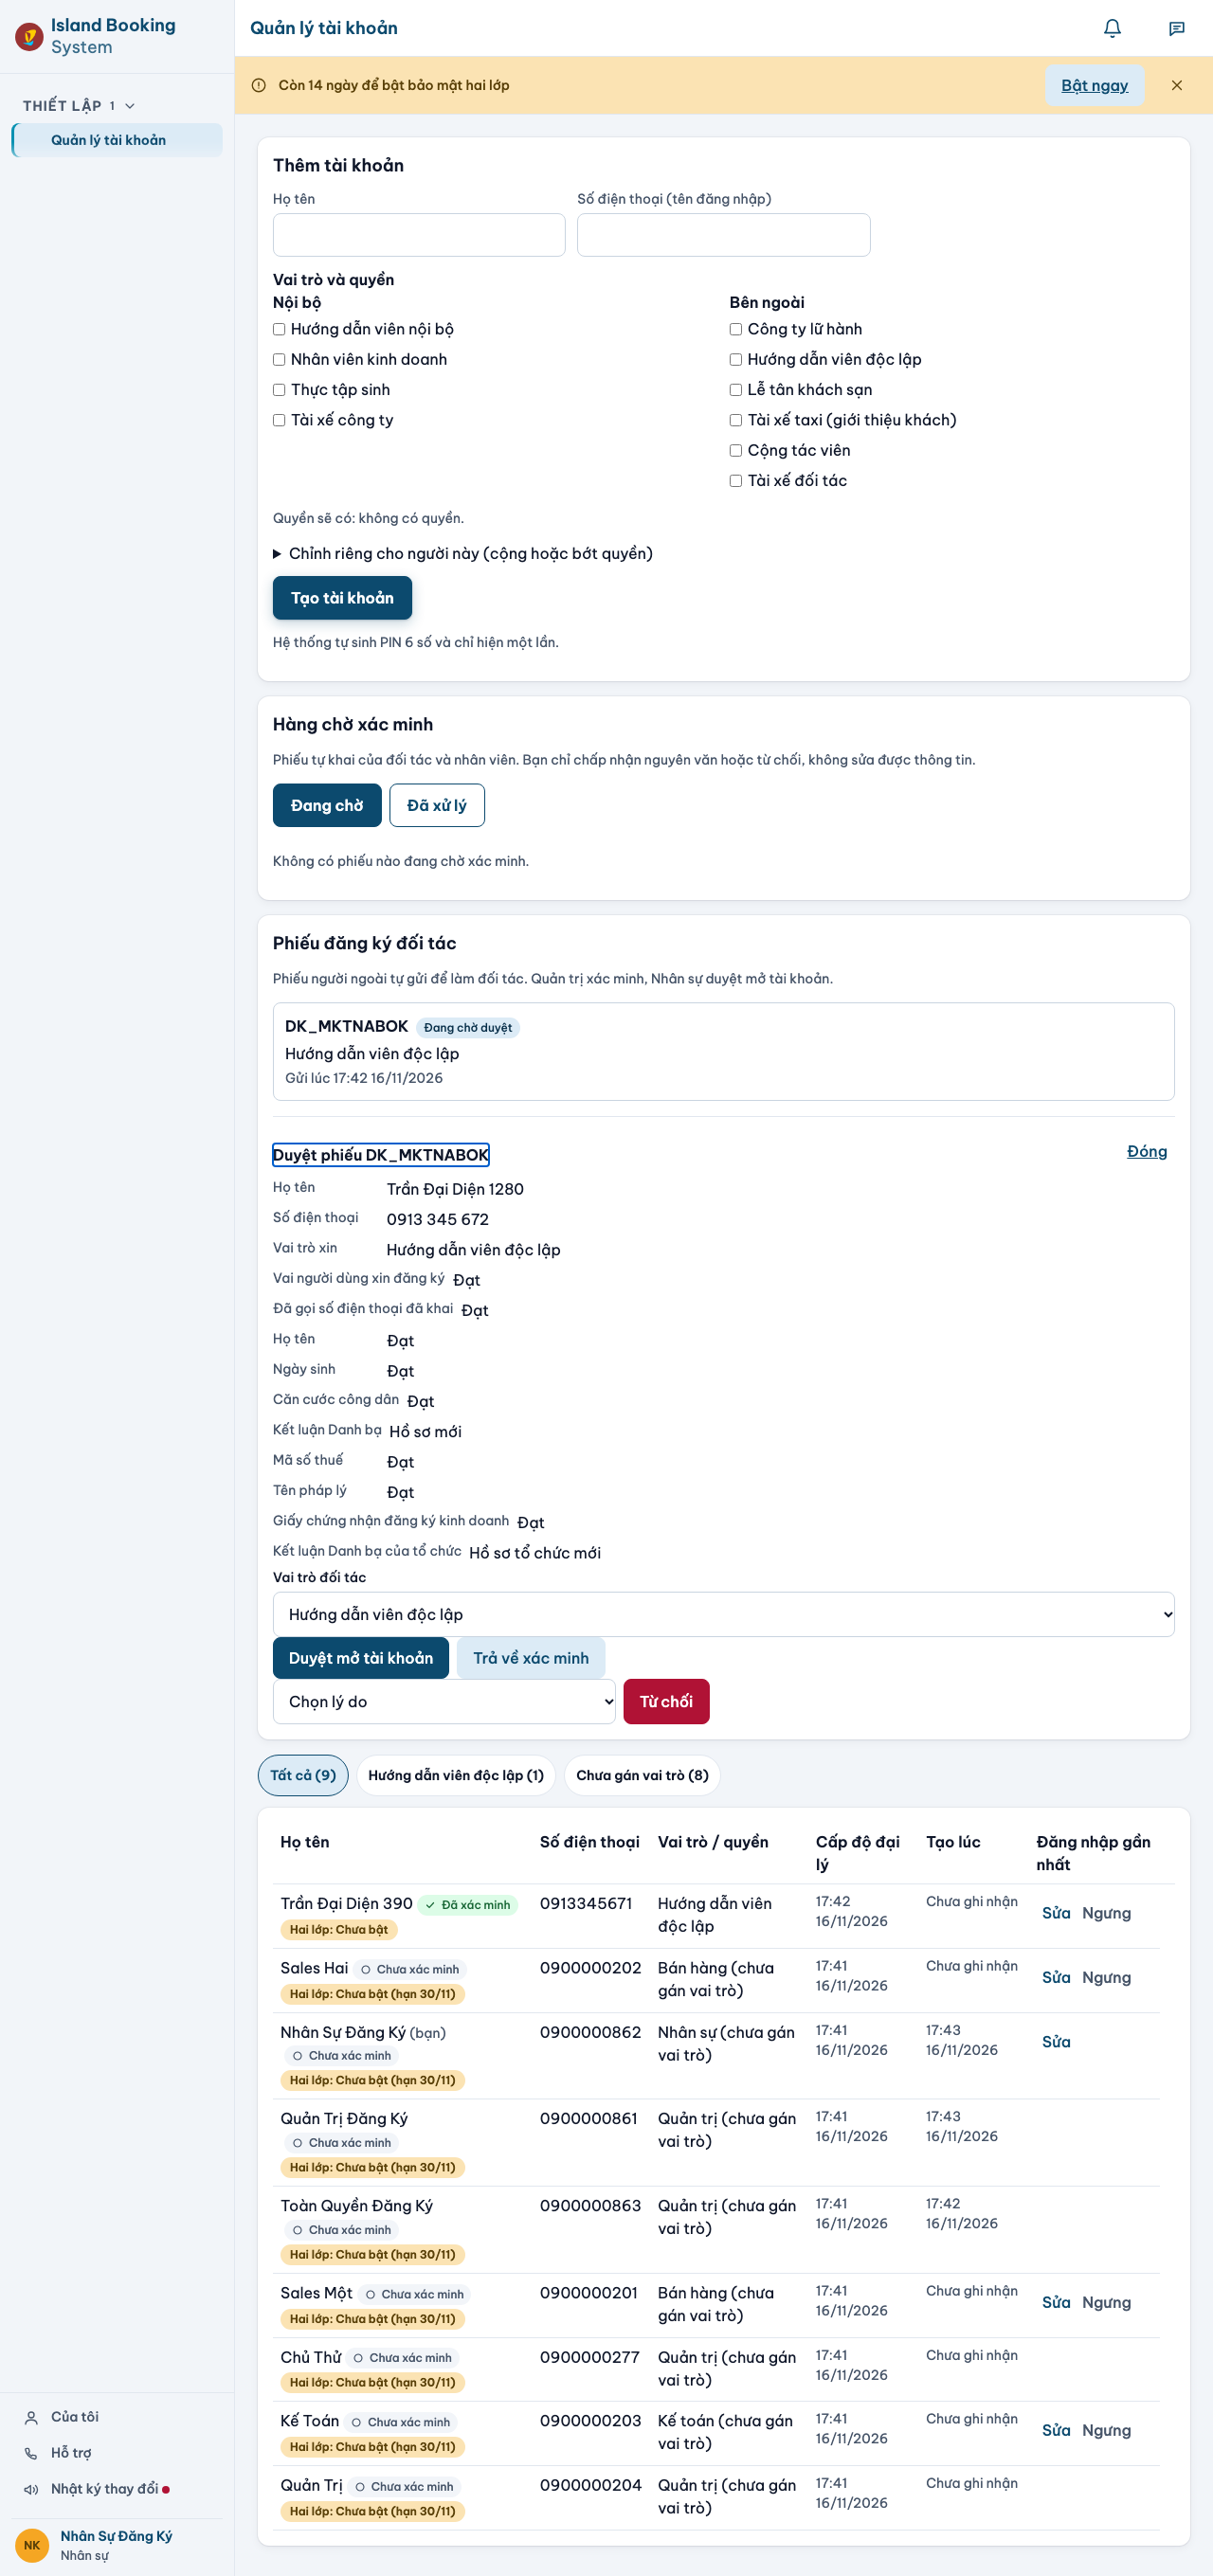 Island Booking
System
THIẾT LẬP 1
Quản lý tài khoản
Quản lý tài khoản
Còn 14 ngày để bật bảo mật hai lớp
Bật ngay
Thêm tài khoản
Họ tên
Số điện thoại (tên đăng nhập)
Vai trò và quyền
Nội bộ
Hướng dẫn viên nội bộ
Nhân viên kinh doanh
Thực tập sinh
Tài xế công ty
Bên ngoài
Công ty lữ hành
Hướng dẫn viên độc lập
Lễ tân khách sạn
Tài xế taxi (giới thiệu khách)
Cộng tác viên
Tài xế đối tác
Quyền sẽ có: không có quyền.
Chỉnh riêng cho người này (cộng hoặc bớt quyền)
Tạo tài khoản
Hệ thống tự sinh PIN 6 số và chỉ hiện một lần.
Hàng chờ xác minh
Phiếu tự khai của đối tác và nhân viên. Bạn chỉ chấp nhận nguyên văn hoặc từ chối, không sửa được thông tin.
Đang chờ
Đã xử lý
Không có phiếu nào đang chờ xác minh.
Phiếu đăng ký đối tác
Phiếu người ngoài tự gửi để làm đối tác. Quản trị xác minh, Nhân sự duyệt mở tài khoản.
DK_MKTNABOK Đang chờ duyệt
Hướng dẫn viên độc lập
Gửi lúc 17:42 16/11/2026
Duyệt phiếu DK_MKTNABOK
Đóng
Họ tên Trần Đại Diện 1280
Số điện thoại 0913 345 672
Vai trò xin Hướng dẫn viên độc lập
Vai người dùng xin đăng ký Đạt
Đã gọi số điện thoại đã khai Đạt
Họ tên Đạt
Ngày sinh Đạt
Căn cước công dân Đạt
Kết luận Danh bạ Hồ sơ mới
Mã số thuế Đạt
Tên pháp lý Đạt
Giấy chứng nhận đăng ký kinh doanh Đạt
Kết luận Danh bạ của tổ chức Hồ sơ tổ chức mới
Vai trò đối tác
Hướng dẫn viên độc lập
Duyệt mở tài khoản
Trả về xác minh
Chọn lý do
Từ chối
Tất cả (9)
Hướng dẫn viên độc lập (1)
Chưa gán vai trò (8)
Họ tên
Số điện thoại
Vai trò / quyền
Cấp độ đại
lý
Tạo lúc
Đăng nhập gần
nhất
Trần Đại Diện 390 Đã xác minh
Hai lớp: Chưa bật
0913345671
Hướng dẫn viên
độc lập
17:42
16/11/2026
Chưa ghi nhận
Sửa Ngưng
Sales Hai Chưa xác minh
Hai lớp: Chưa bật (hạn 30/11)
0900000202
Bán hàng (chưa
gán vai trò)
17:41
16/11/2026
Chưa ghi nhận
Sửa Ngưng
Nhân Sự Đăng Ký (bạn)
Chưa xác minh
Hai lớp: Chưa bật (hạn 30/11)
0900000862
Nhân sự (chưa gán
vai trò)
17:41
16/11/2026
17:43
16/11/2026
Sửa
Quản Trị Đăng Ký
Chưa xác minh
Hai lớp: Chưa bật (hạn 30/11)
0900000861
Quản trị (chưa gán
vai trò)
17:41
16/11/2026
17:43
16/11/2026
Toàn Quyền Đăng Ký
Chưa xác minh
Hai lớp: Chưa bật (hạn 30/11)
0900000863
Quản trị (chưa gán
vai trò)
17:41
16/11/2026
17:42
16/11/2026
Sales Một Chưa xác minh
Hai lớp: Chưa bật (hạn 30/11)
0900000201
Bán hàng (chưa
gán vai trò)
17:41
16/11/2026
Chưa ghi nhận
Sửa Ngưng
Chủ Thử Chưa xác minh
Hai lớp: Chưa bật (hạn 30/11)
0900000277
Quản trị (chưa gán
vai trò)
17:41
16/11/2026
Chưa ghi nhận
Kế Toán Chưa xác minh
Hai lớp: Chưa bật (hạn 30/11)
0900000203
Kế toán (chưa gán
vai trò)
17:41
16/11/2026
Chưa ghi nhận
Sửa Ngưng
Quản Trị Chưa xác minh
Hai lớp: Chưa bật (hạn 30/11)
0900000204
Quản trị (chưa gán
vai trò)
17:41
16/11/2026
Chưa ghi nhận
Của tôi
Hỗ trợ
Nhật ký thay đổi
NK
Nhân Sự Đăng Ký
Nhân sự